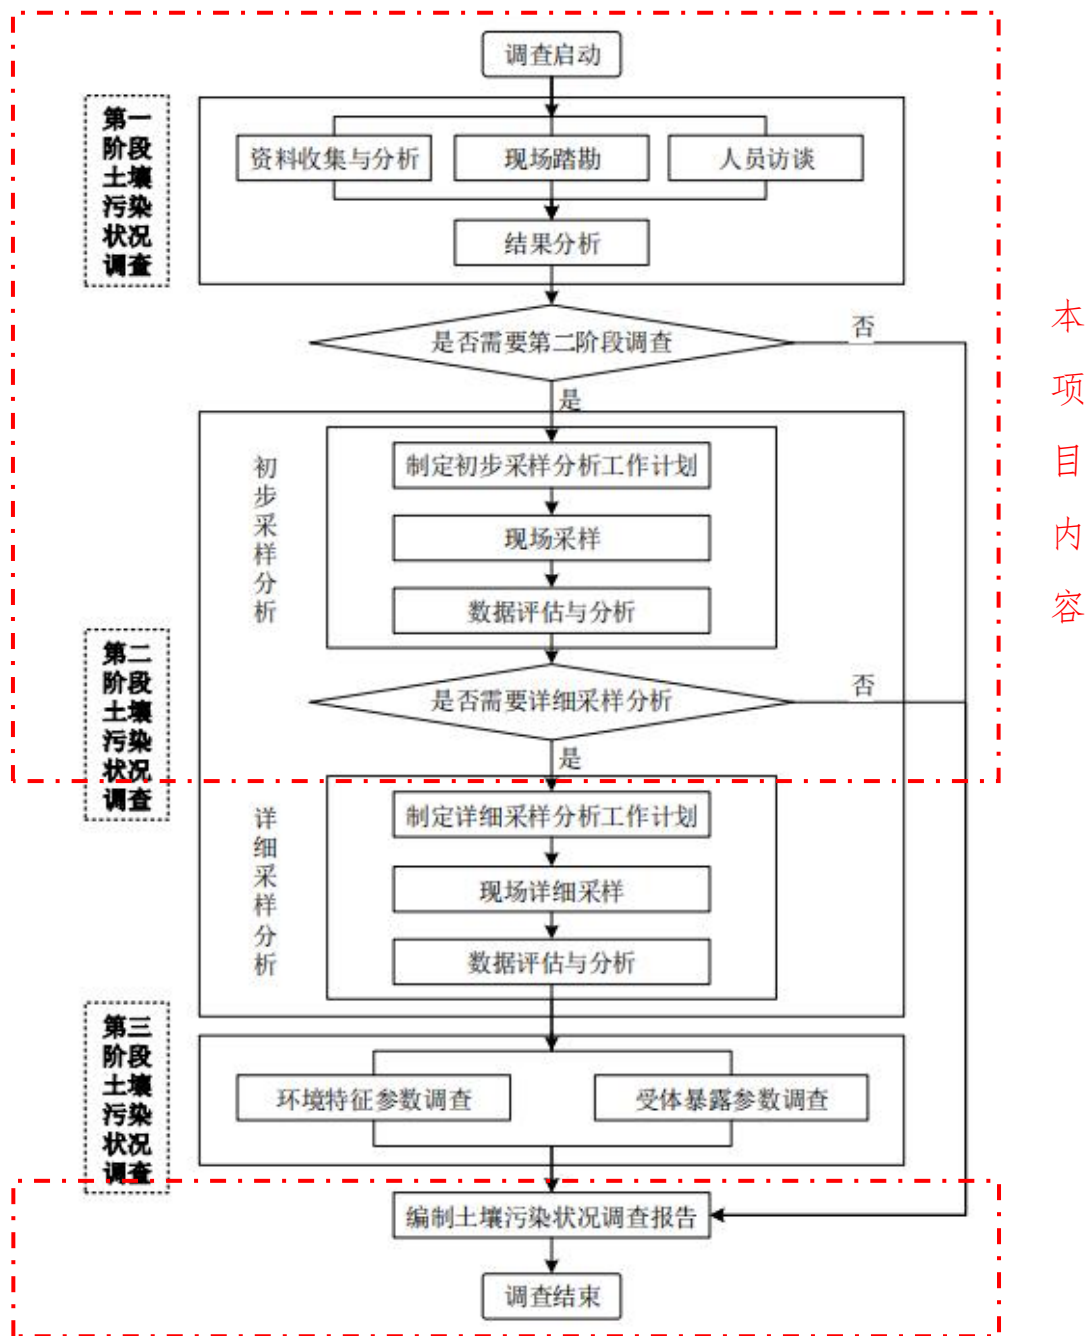 调查启动
第一
阶段
土壤
污染
状况
调查
资料收集与分析
现场踏勘
人员访谈
结果分析
是否需要第二阶段调查
否
是
本
项
目
内
容
初
步
采
样
分
析
制定初步采样分析工作计划
现场采样
数据评估与分析
第二
阶段
土壤
污染
状况
调查
是否需要详细采样分析
否
是
详
细
采
样
分
析
制定详细采样分析工作计划
现场详细采样
数据评估与分析
第三
阶段
土壤
污染
状况
调查
环境特征参数调查
受体暴露参数调查
编制土壤污染状况调查报告
调查结束